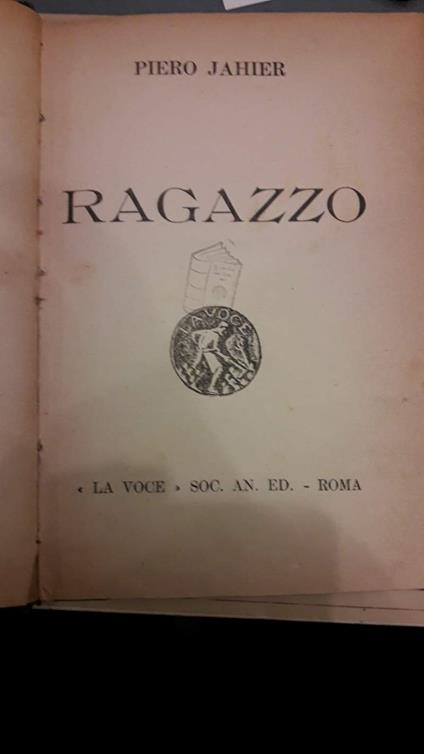 PIERO JAHIER
RAGAZZO
LA VOCE
« LA VOCE » SOC. AN. ED. - ROMA